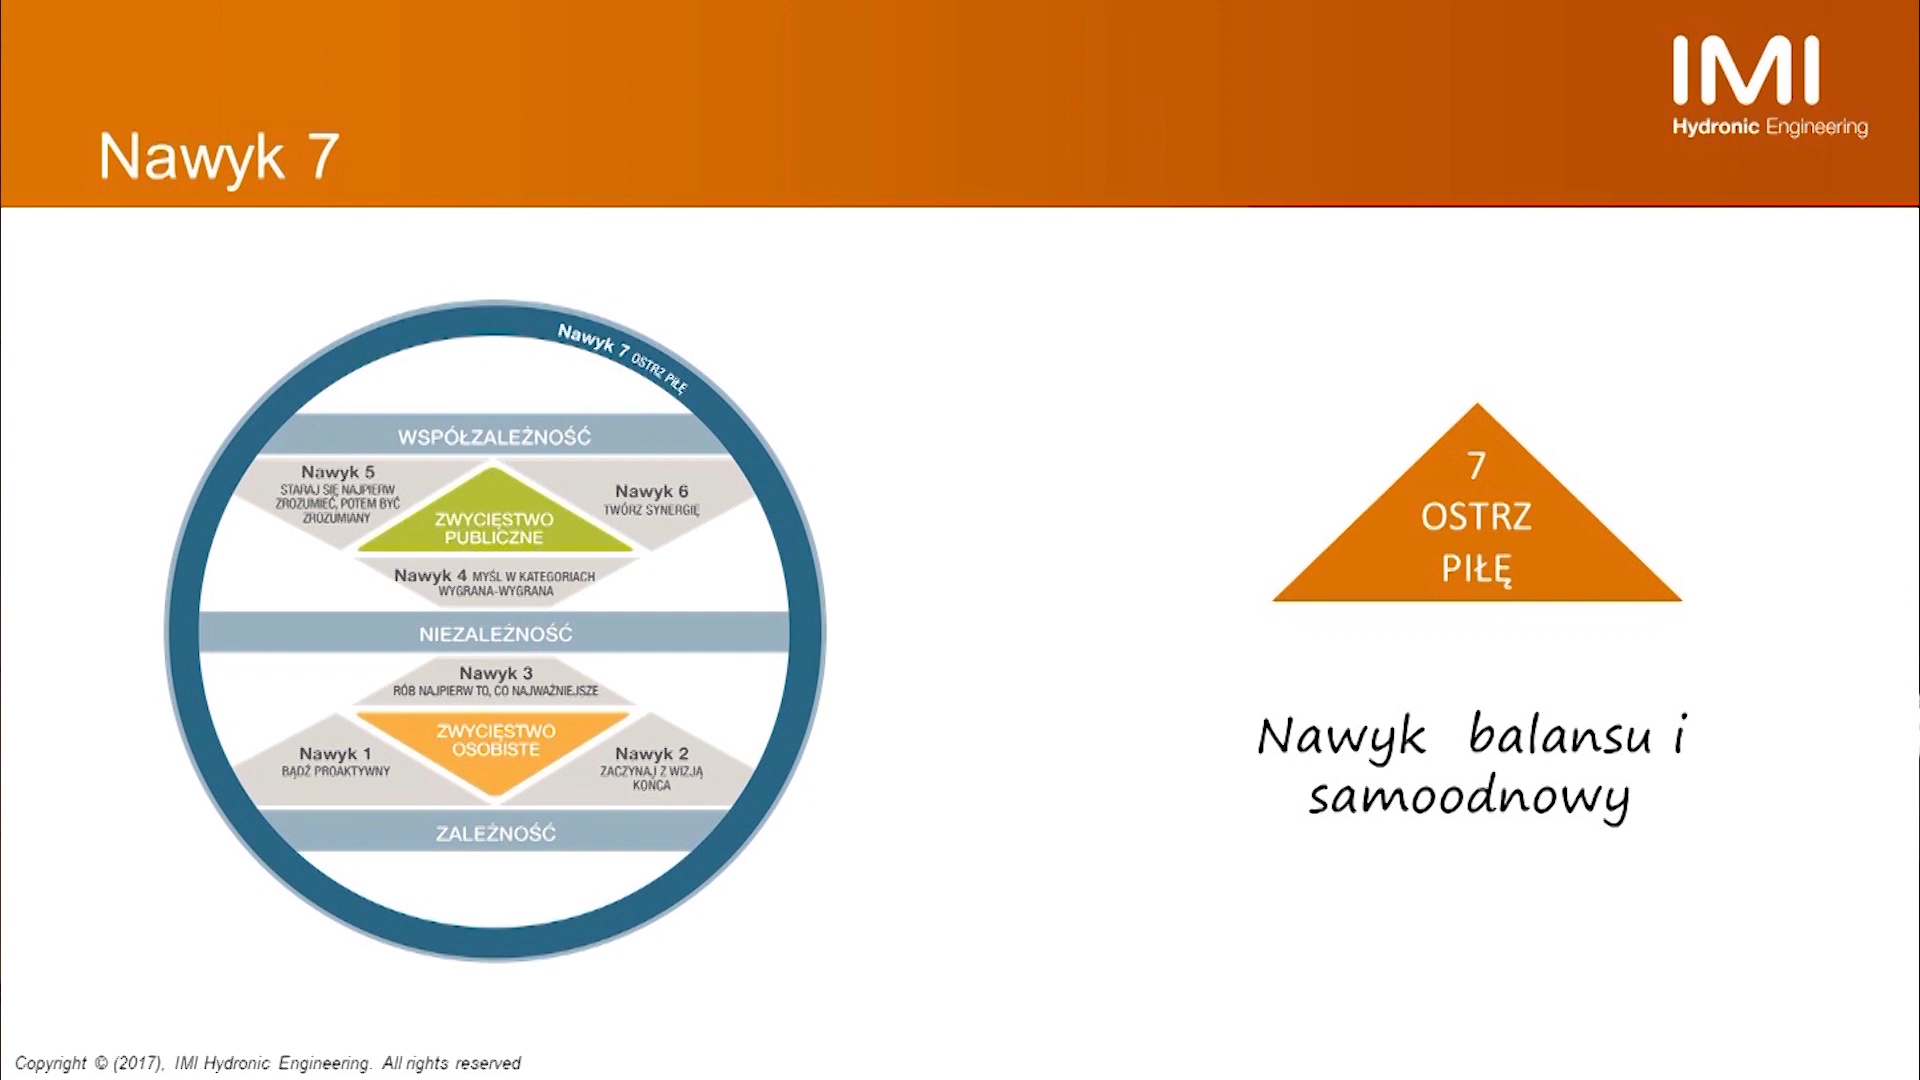 IMI
Hydronic Engineering
Nawyk 7
Nawyk 7 OSTRZ PIŁĘ
WSPÓŁZALEŻNOŚĆ
Nawyk 5
STARAJ SIĘ NAJPIERW
ZROZUMIEĆ, POTEM BYĆ
ZROZUMIANY
Nawyk 6
TWÓRZ SYNERGIĘ
ZWYCIĘSTWO
PUBLICZNE
Nawyk 4 MYŚL W KATEGORIACH
WYGRANA-WYGRANA
NIEZALEŻNOŚĆ
Nawyk 3
RÓB NAJPIERW TO, CO NAJWAŻNIEJSZE
ZWYCIĘSTWO
OSOBISTE
Nawyk 1
BĄDŹ PROAKTYWNY
Nawyk 2
ZACZYNAJ Z WIZJĄ
KOŃCA
ZALEŻNOŚĆ
7
OSTRZ
PIŁĘ
Nawyk balansu i
samoodnowy
Copyright © (2017), IMI Hydronic Engineering. All rights reserved